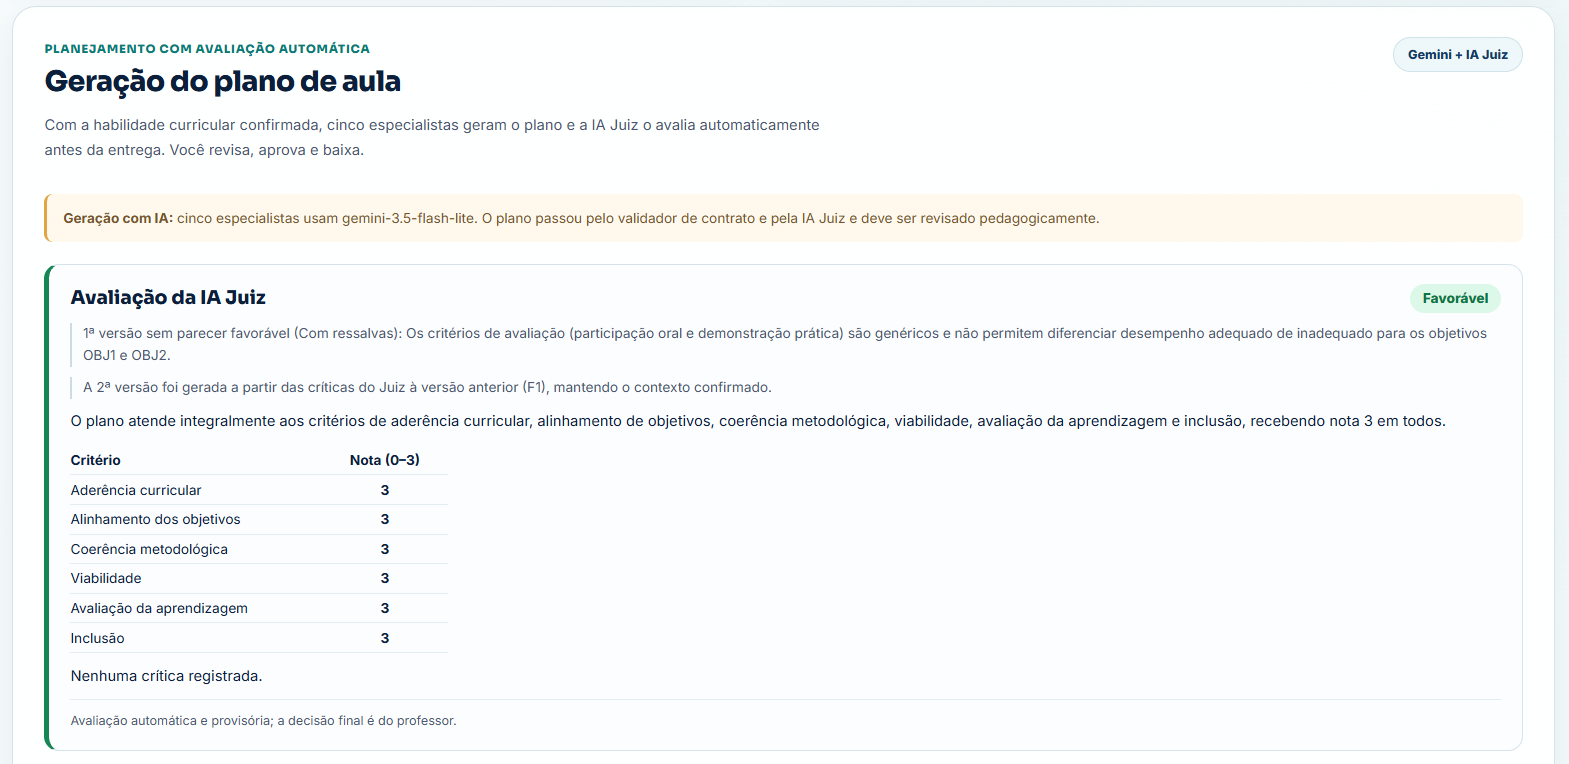 PLANEJAMENTO COM AVALIAÇÃO AUTOMÁTICA
Geração do plano de aula
Gemini + IA Juiz
Com a habilidade curricular confirmada, cinco especialistas geram o plano e a IA Juiz o avalia automaticamente
antes da entrega. Você revisa, aprova e baixa.
Geração com IA: cinco especialistas usam gemini-3.5-flash-lite. O plano passou pelo validador de contrato e pela IA Juiz e deve ser revisado pedagogicamente.
Avaliação da IA Juiz
Favorável
1ª versão sem parecer favorável (Com ressalvas): Os critérios de avaliação (participação oral e demonstração prática) são genéricos e não permitem diferenciar desempenho adequado de inadequado para os objetivos
OBJ1 e OBJ2.
A 2ª versão foi gerada a partir das críticas do Juiz à versão anterior (F1), mantendo o contexto confirmado.
O plano atende integralmente aos critérios de aderência curricular, alinhamento de objetivos, coerência metodológica, viabilidade, avaliação da aprendizagem e inclusão, recebendo nota 3 em todos.
Critério Nota (0–3)
Aderência curricular 3
Alinhamento dos objetivos 3
Coerência metodológica 3
Viabilidade 3
Avaliação da aprendizagem 3
Inclusão 3
Nenhuma crítica registrada.
Avaliação automática e provisória; a decisão final é do professor.